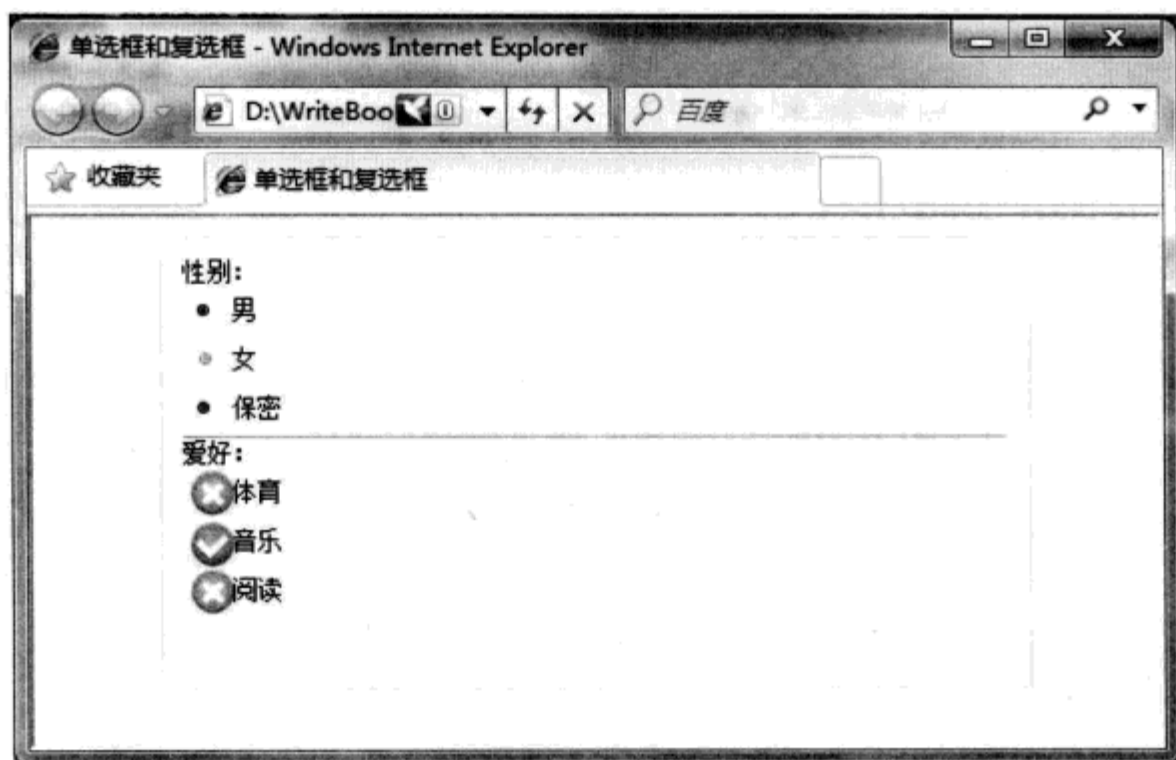 单选框和复选框 - Windows Internet Explorer
D:\WriteBoo 百度
收藏夹 单选框和复选框
性别：
男
女
保密
爱好：
体育
音乐
阅读